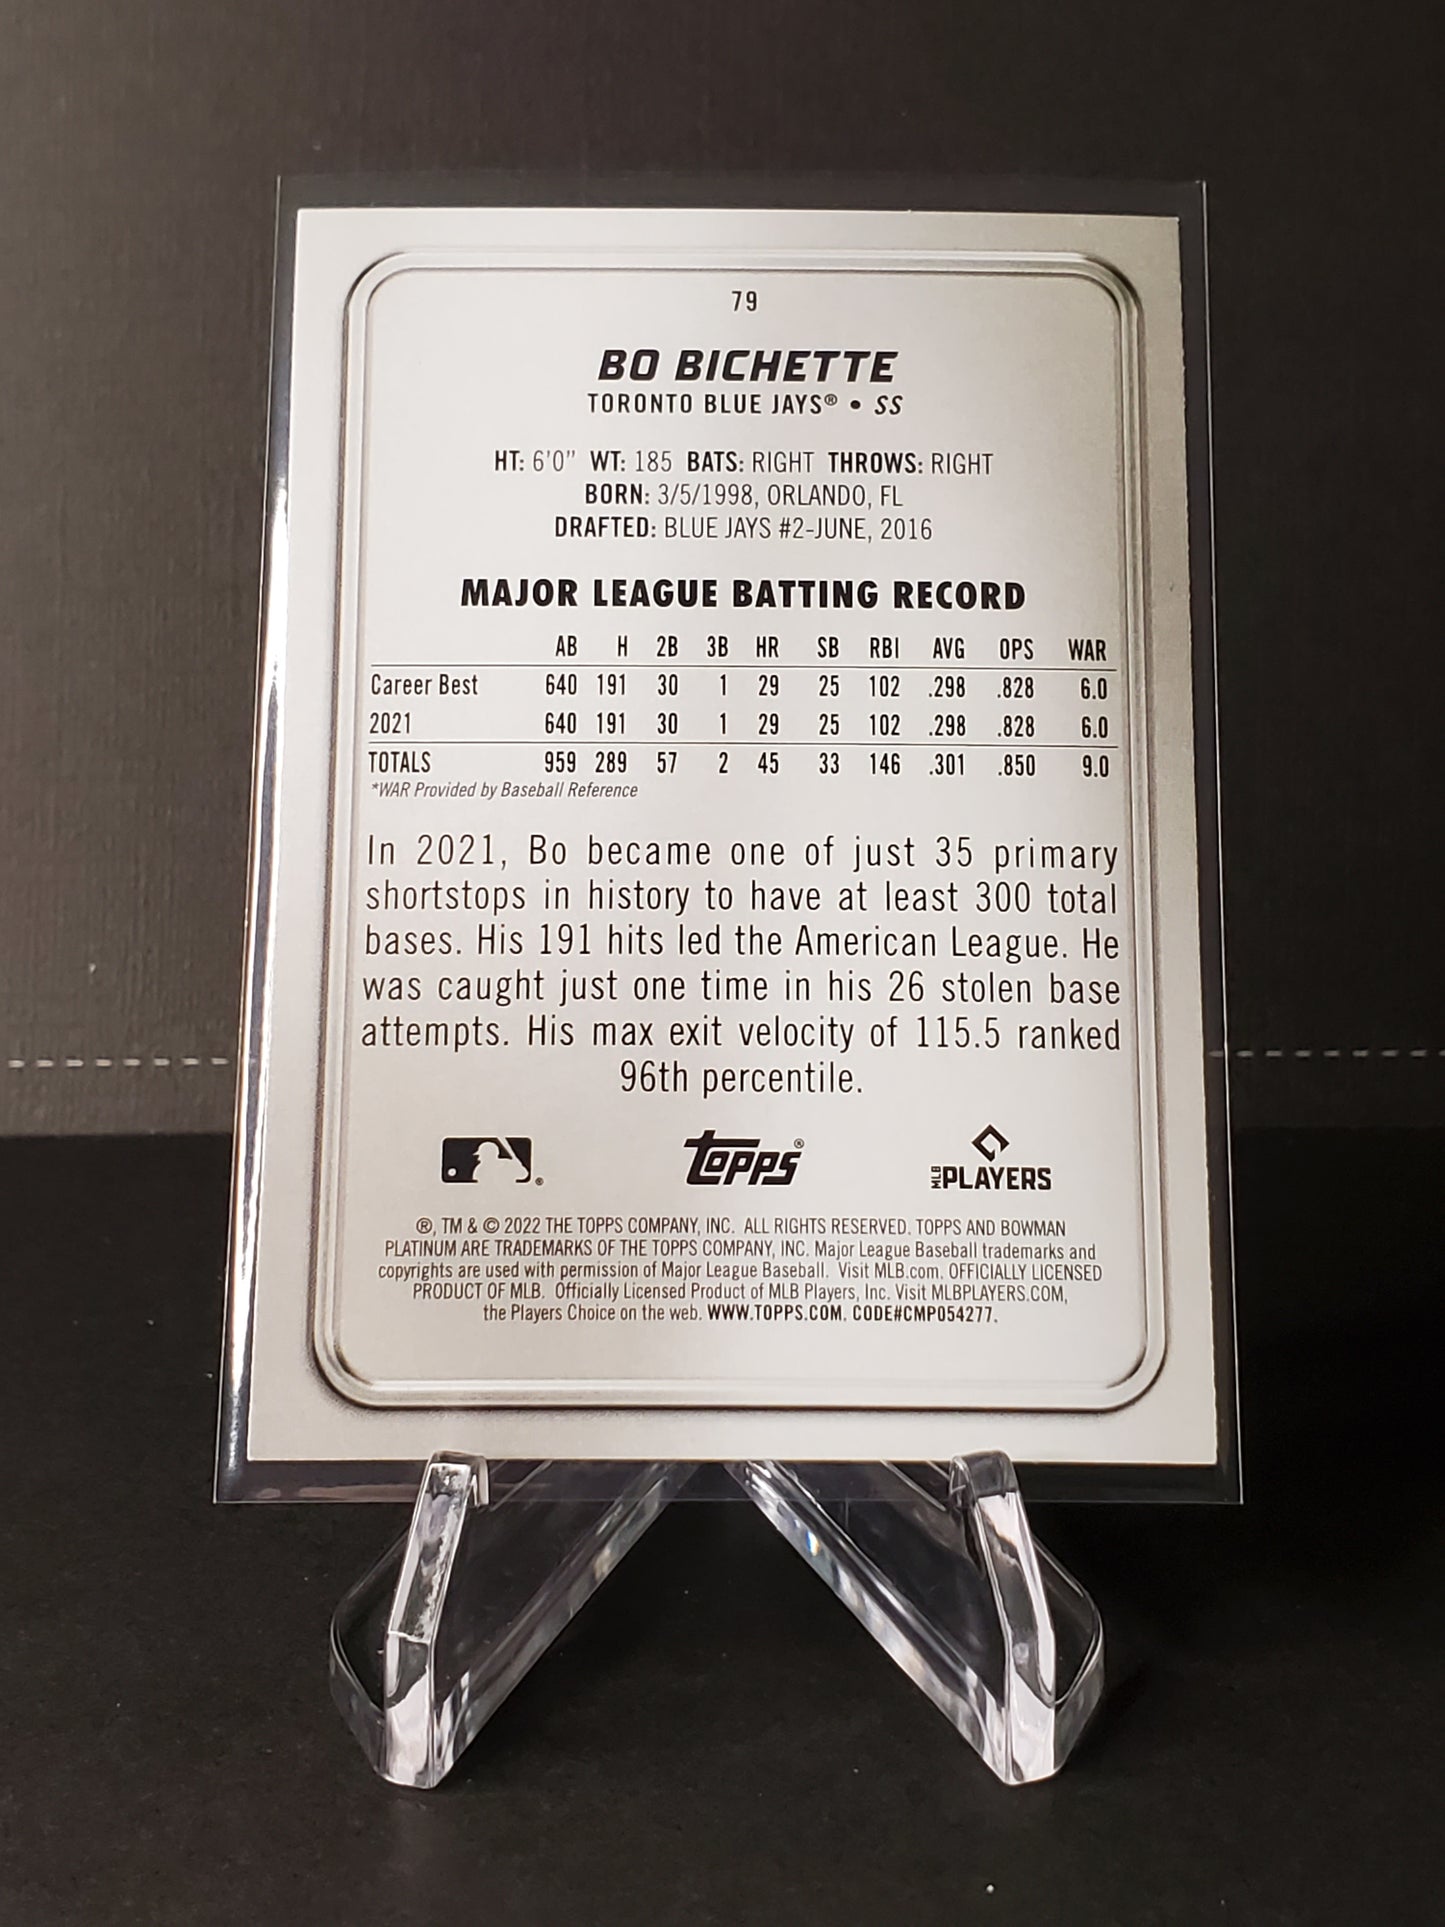 79
BO BICHETTE
TORONTO BLUE JAYS® • SS
HT: 6'0" WT: 185 BATS: RIGHT THROWS: RIGHT
BORN: 3/5/1998, ORLANDO, FL
DRAFTED: BLUE JAYS #2-JUNE, 2016
MAJOR LEAGUE BATTING RECORD
AB H 2B 3B HR SB RBI AVG OPS WAR
Career Best 640 191 30 1 29 25 102 .298 .828 6.0
2021 640 191 30 1 29 25 102 .298 .828 6.0
TOTALS 959 289 57 2 45 33 146 .301 .850 9.0
*WAR Provided by Baseball Reference
In 2021, Bo became one of just 35 primary
shortstops in history to have at least 300 total
bases. His 191 hits led the American League. He
was caught just one time in his 26 stolen base
attempts. His max exit velocity of 115.5 ranked
96th percentile.
® topps® MLB PLAYERS
®, TM & © 2022 THE TOPPS COMPANY, INC. ALL RIGHTS RESERVED. TOPPS AND BOWMAN
PLATINUM ARE TRADEMARKS OF THE TOPPS COMPANY, INC. Major League Baseball trademarks and
copyrights are used with permission of Major League Baseball. Visit MLB.com. OFFICIALLY LICENSED
PRODUCT OF MLB. Officially Licensed Product of MLB Players, Inc. Visit MLBPLAYERS.COM,
the Players Choice on the web. WWW.TOPPS.COM. CODE#CMP054277.